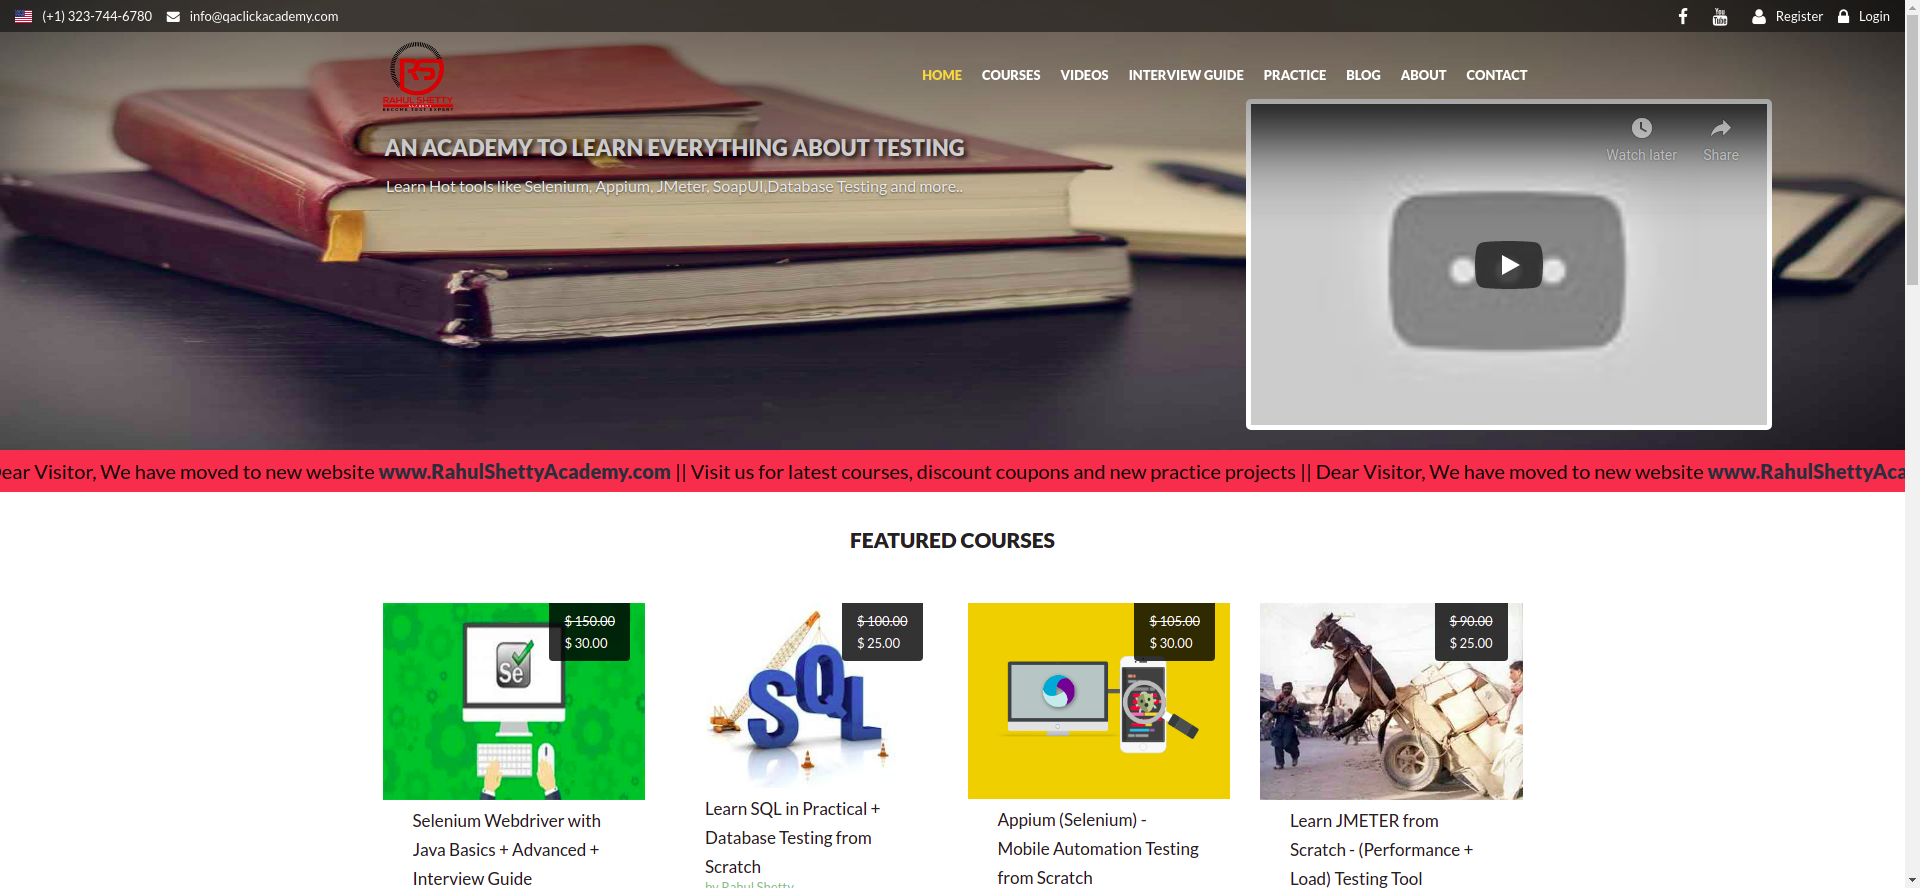 (+1) 323-744-6780 info@qaclickacademy.com
You Tube Register Login
RAHUL SHETTY
HOME COURSES VIDEOS INTERVIEW GUIDE PRACTICE BLOG ABOUT CONTACT
AN ACADEMY TO LEARN EVERYTHING ABOUT TESTING
Learn Hot tools like Selenium, Appium, JMeter, SoapUI,Database Testing and more..
Watch later Share
ear Visitor, We have moved to new website www.RahulShettyAcademy.com || Visit us for latest courses, discount coupons and new practice projects || Dear Visitor, We have moved to new website www.RahulShettyAca
FEATURED COURSES
$ 150.00
$ 30.00
Se
Selenium Webdriver with
Java Basics + Advanced +
Interview Guide
$ 100.00
$ 25.00
SQL
Learn SQL in Practical +
Database Testing from
Scratch
by Rahul Shetty
$ 105.00
$ 30.00
Appium (Selenium) -
Mobile Automation Testing
from Scratch
$ 90.00
$ 25.00
Learn JMETER from
Scratch - (Performance +
Load) Testing Tool